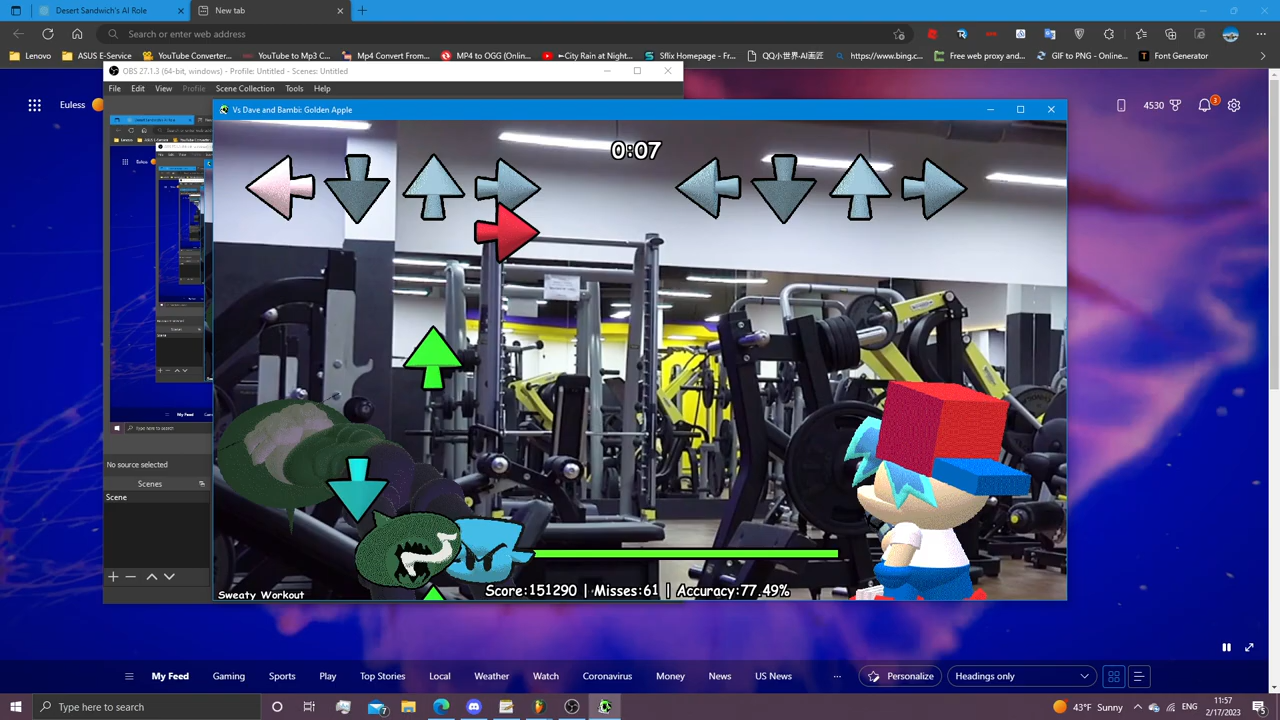 Desert Sandwich's AI Role
New tab
Search or enter web address
Lenovo
ASUS E-Service
YouTube Converter...
YouTube to Mp3 C...
Mp4 Convert From...
MP4 to OGG (Onlin...
←City Rain at Night...
Sflix Homepage - Fr...
QQ小世界-AI画匠
https://www.bing.c...
Free web proxy and...
GIF to PNG - Online...
Font Generator
OBS 27.1.3 (64-bit, windows) - Profile: Untitled - Scenes: Untitled
File Edit View Profile Scene Collection Tools Help
Euless
4530
3
Vs Dave and Bambi: Golden Apple
0:07
No source selected
Scenes
Scene
Score:151290 | Misses:61 | Accuracy:77.49%
Sweaty Workout
My Feed Gaming Sports Play Top Stories Local Weather Watch Coronavirus Money News US News ...
Personalize
Headings only
Type here to search
7
43°F Sunny
ENG
11:57
2/17/2023